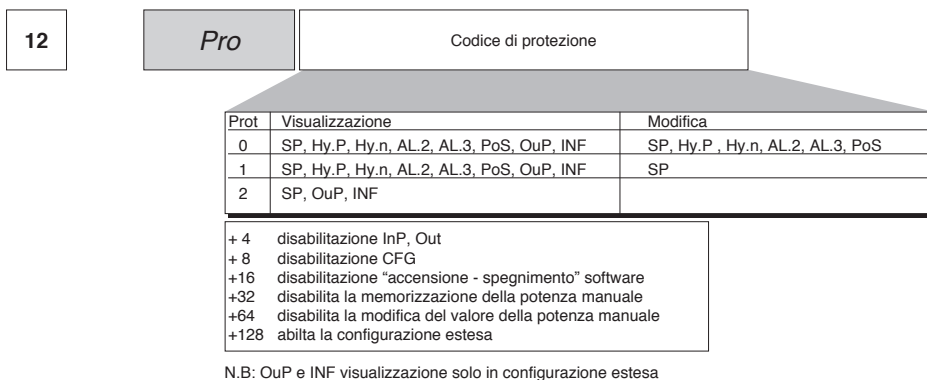 12
Pro
Codice di protezione
Prot Visualizzazione Modifica
0 SP, Hy.P, Hy.n, AL.2, AL.3, PoS, OuP, INF SP, Hy.P , Hy.n, AL.2, AL.3, PoS
1 SP, Hy.P, Hy.n, AL.2, AL.3, PoS, OuP, INF SP
2 SP, OuP, INF
+ 4 disabilitazione InP, Out
+ 8 disabilitazione CFG
+16 disabilitazione “accensione - spegnimento” software
+32 disabilita la memorizzazione della potenza manuale
+64 disabilita la modifica del valore della potenza manuale
+128 abilta la configurazione estesa
N.B: OuP e INF visualizzazione solo in configurazione estesa